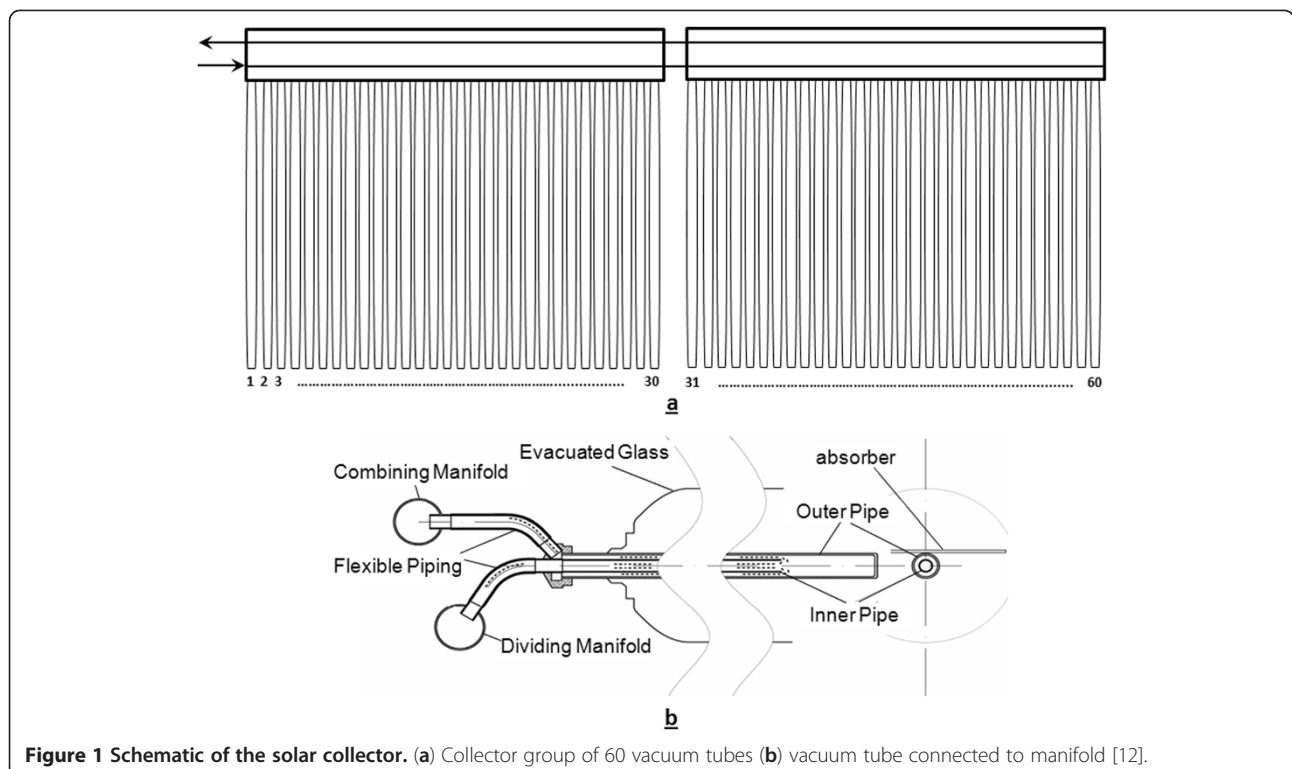 1 2 3 ........................................................................ 30 31 ........................................................................ 60
a
Evacuated Glass
absorber
Combining Manifold
Outer Pipe
Flexible Piping
Inner Pipe
Dividing Manifold
b
Figure 1 Schematic of the solar collector. (a) Collector group of 60 vacuum tubes (b) vacuum tube connected to manifold [12].